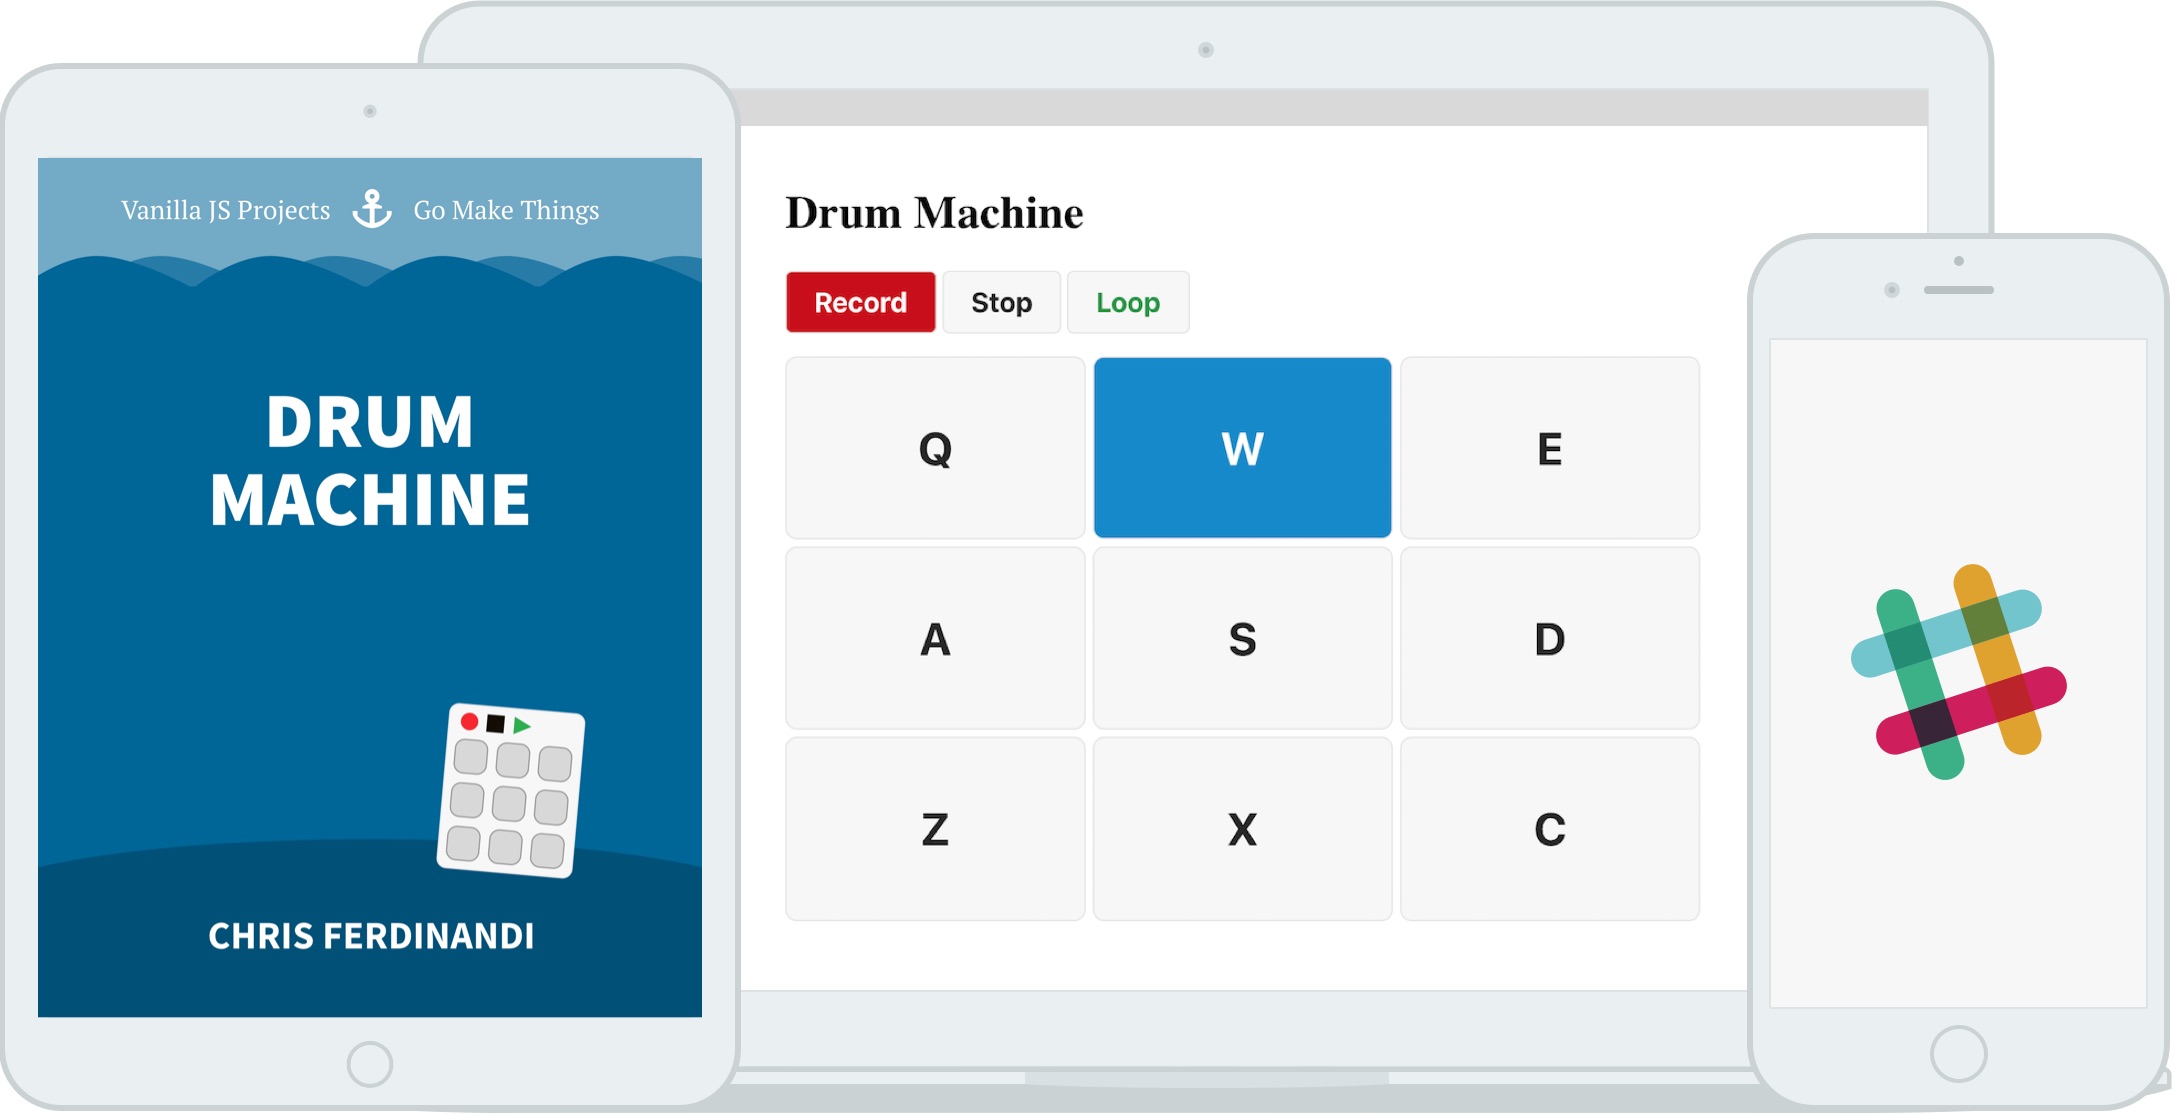 Vanilla JS Projects Go Make Things
DRUM
MACHINE
CHRIS FERDINANDI
Drum Machine
Record Stop Loop
Q W E
A S D
Z X C